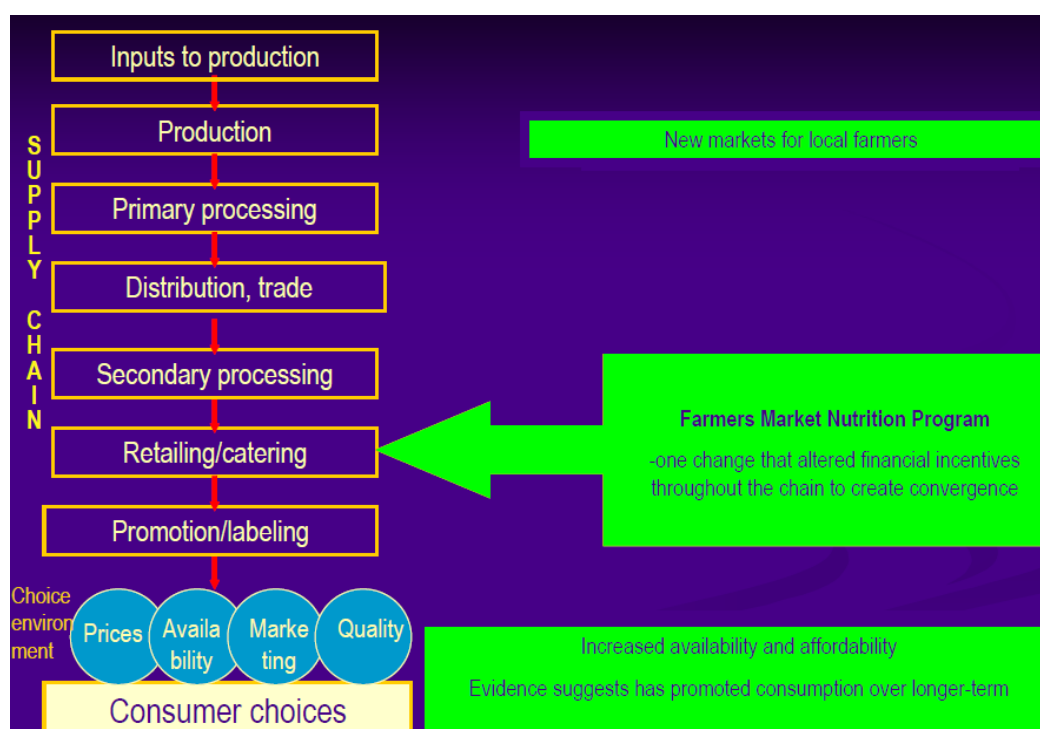 Inputs to production
Production
New markets for local farmers
SUPPLY CHAIN
Primary processing
Distribution, trade
Secondary processing
Farmers Market Nutrition Program
-one change that altered financial incentives
throughout the chain to create convergence
Retailing/catering
Promotion/labeling
Choice
environ
ment
Prices
Availa
bility
Marke
ting
Quality
Increased availability and affordability
Evidence suggests has promoted consumption over longer-term
Consumer choices